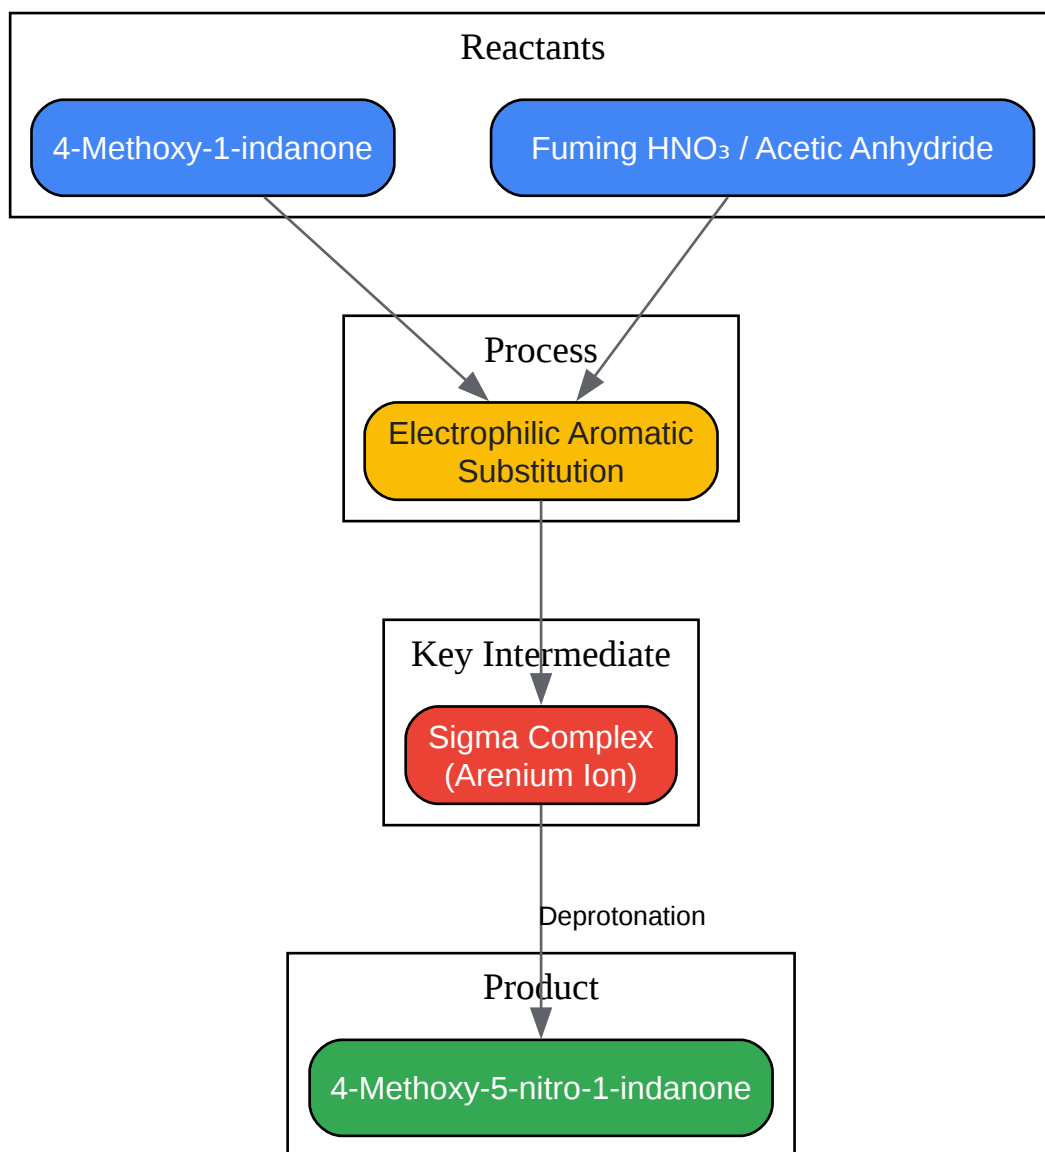 Reactants
4-Methoxy-1-indanone
Fuming HNO₃ / Acetic Anhydride
Process
Electrophilic Aromatic
Substitution
Key Intermediate
Sigma Complex
(Arenium Ion)
Deprotonation
Product
4-Methoxy-5-nitro-1-indanone